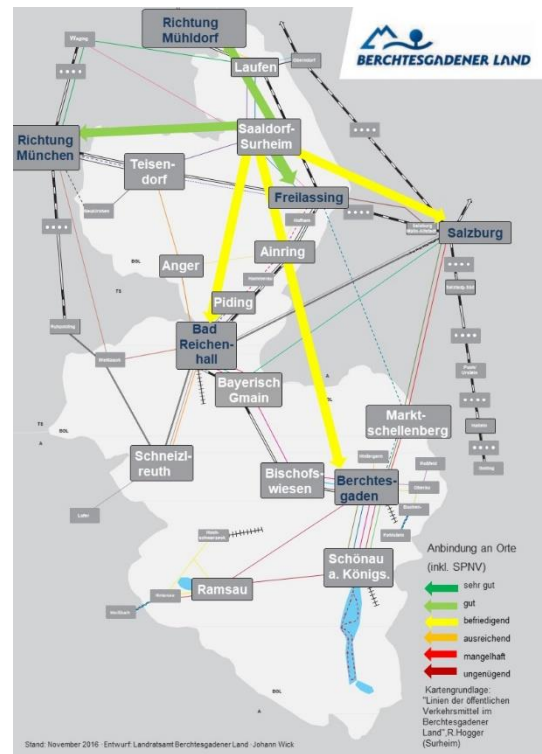 Richtung
Mühldorf
BERCHTESGADENER LAND
Waging
Laufen
Oberndorf
Richtung
München
Saaldorf-
Surheim
Teisen-
dorf
Freilassing
Salzburg
Anger
Ainring
Piding
Bad
Reichen-
hall
Bayerisch
Gmain
Markt-
schellenberg
Schneizl-
reuth
Bischofs-
wiesen
Berchtes-
gaden
Lofer
Schönau
a. Königs.
Ramsau
Anbindung an Orte
(inkl. SPNV)
sehr gut
gut
befriedigend
ausreichend
mangelhaft
ungenügend
Kartengrundlage:
"Linien der öffentlichen
Verkehrsmittel im
Berchtesgadener
Land",R.Hogger
(Surheim)
Stand: November 2016 · Entwurf: Landratsamt Berchtesgadener Land · Johann Wick